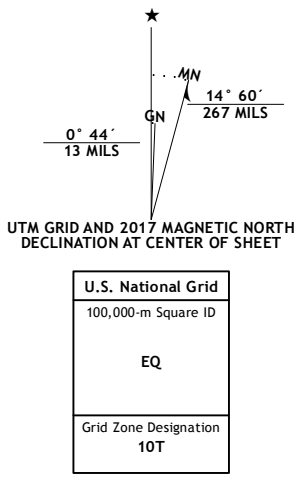 MN
14° 60´
267 MILS
GN
0° 44´
13 MILS
UTM GRID AND 2017 MAGNETIC NORTH
DECLINATION AT CENTER OF SHEET
U.S. National Grid
100,000-m Square ID
EQ
Grid Zone Designation
10T